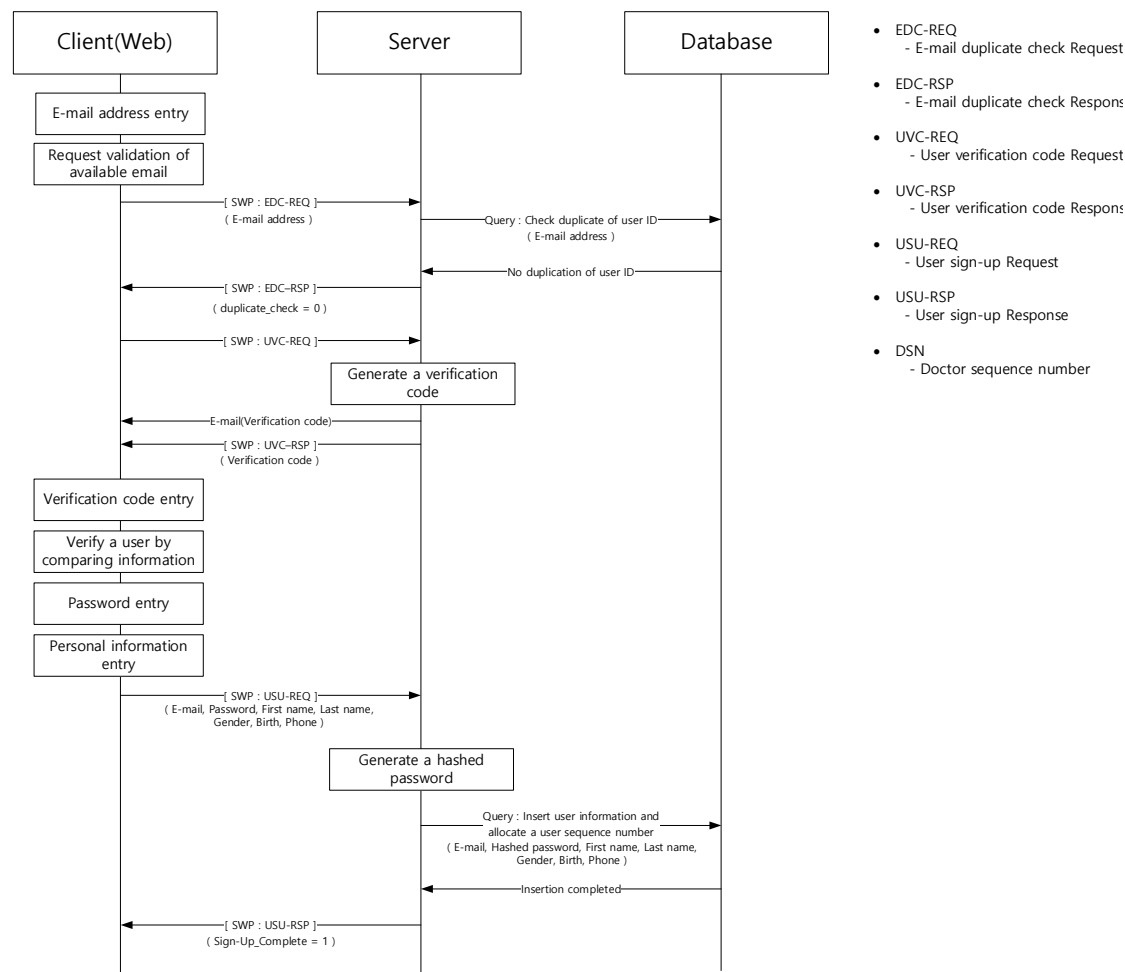 Client(Web)
Server
Database
E-mail address entry
Request validation of
available email
[ SWP : EDC-REQ ]
( E-mail address )
Query : Check duplicate of user ID
( E-mail address )
No duplication of user ID
[ SWP : EDC–RSP ]
( duplicate_check = 0 )
[ SWP : UVC-REQ ]
Generate a verification
code
E-mail(Verification code)
[ SWP : UVC–RSP ]
( Verification code )
Verification code entry
Verify a user by
comparing information
Password entry
Personal information
entry
[ SWP : USU-REQ ]
( E-mail, Password, First name, Last name,
Gender, Birth, Phone )
Generate a hashed
password
Query : Insert user information and
allocate a user sequence number
( E-mail, Hashed password, First name, Last name,
Gender, Birth, Phone )
Insertion completed
[ SWP : USU-RSP ]
( Sign-Up_Complete = 1 )
• EDC-REQ
- E-mail duplicate check Request
• EDC-RSP
- E-mail duplicate check Respons
• UVC-REQ
- User verification code Request
• UVC-RSP
- User verification code Respons
• USU-REQ
- User sign-up Request
• USU-RSP
- User sign-up Response
• DSN
- Doctor sequence number